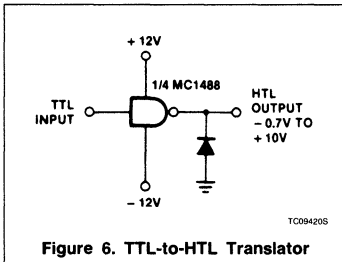 + 12V
1/4 MC1488
TTL
INPUT
HTL
OUTPUT
- 0.7V TO
+ 10V
- 12V
TC09420S
Figure 6. TTL-to-HTL Translator